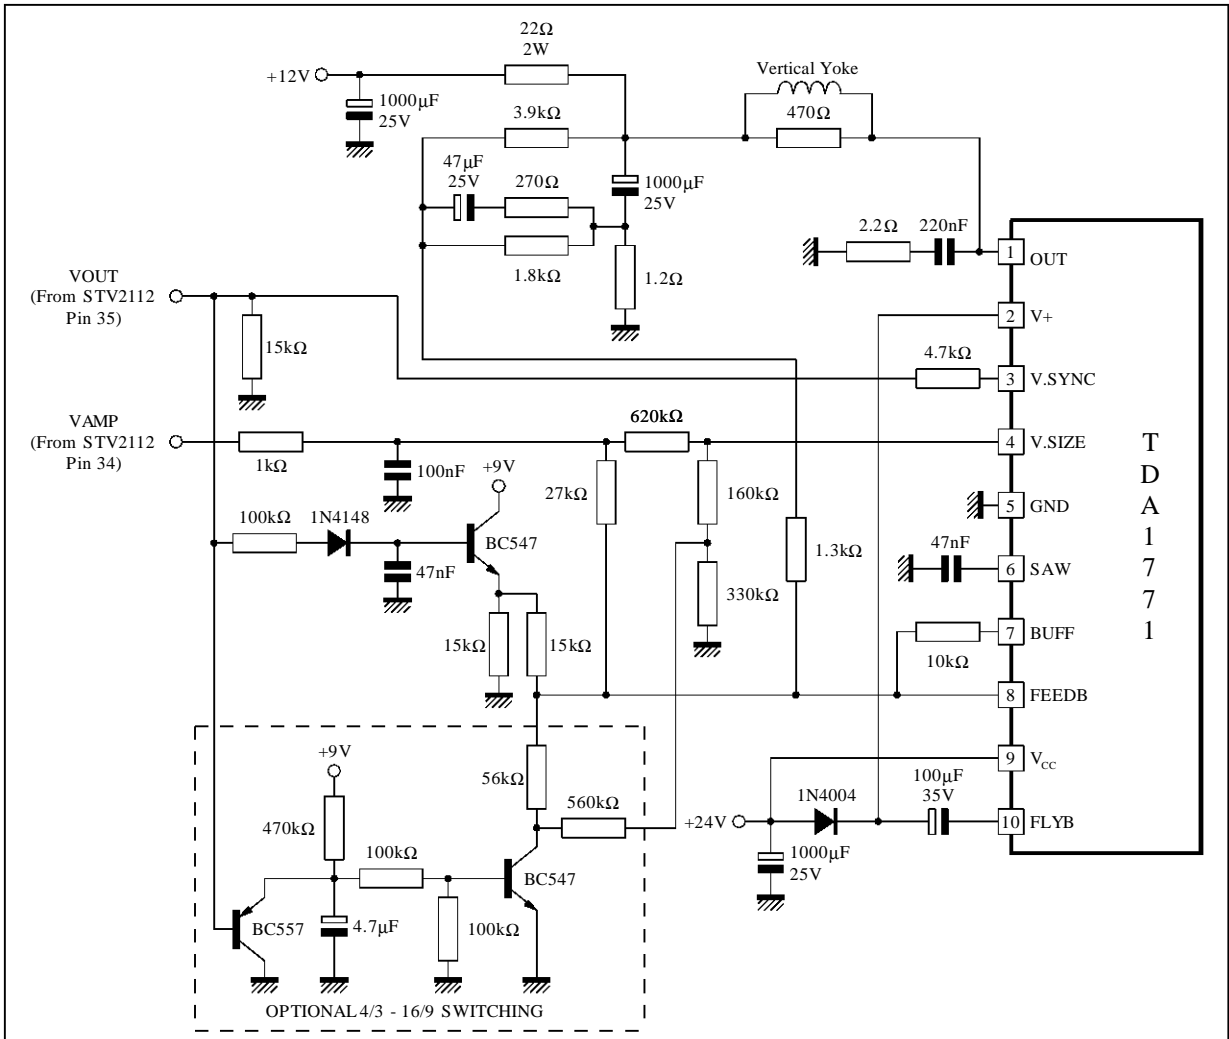 22Ω
2W
+12V
1000µF
25V
3.9kΩ
Vertical Yoke
470Ω
47µF
25V
270Ω
1000µF
25V
1.8kΩ
1.2Ω
2.2Ω
220nF
1
OUT
VOUT
(From STV2112
Pin 35)
15kΩ
2
V+
4.7kΩ
3
V.SYNC
VAMP
(From STV2112
Pin 34)
1kΩ
620kΩ
4
V.SIZE
100nF
+9V
27kΩ
160kΩ
5
GND
100kΩ
1N4148
BC547
47nF
1.3kΩ
47nF
6
SAW
330kΩ
15kΩ
15kΩ
10kΩ
7
BUFF
8
FEEDB
T
D
A
1
7
7
1
+9V
470kΩ
56kΩ
560kΩ
100kΩ
BC547
BC557
4.7µF
100kΩ
OPTIONAL 4/3 - 16/9 SWITCHING
9
VCC
+24V
1N4004
100µF
35V
10
FLYB
1000µF
25V